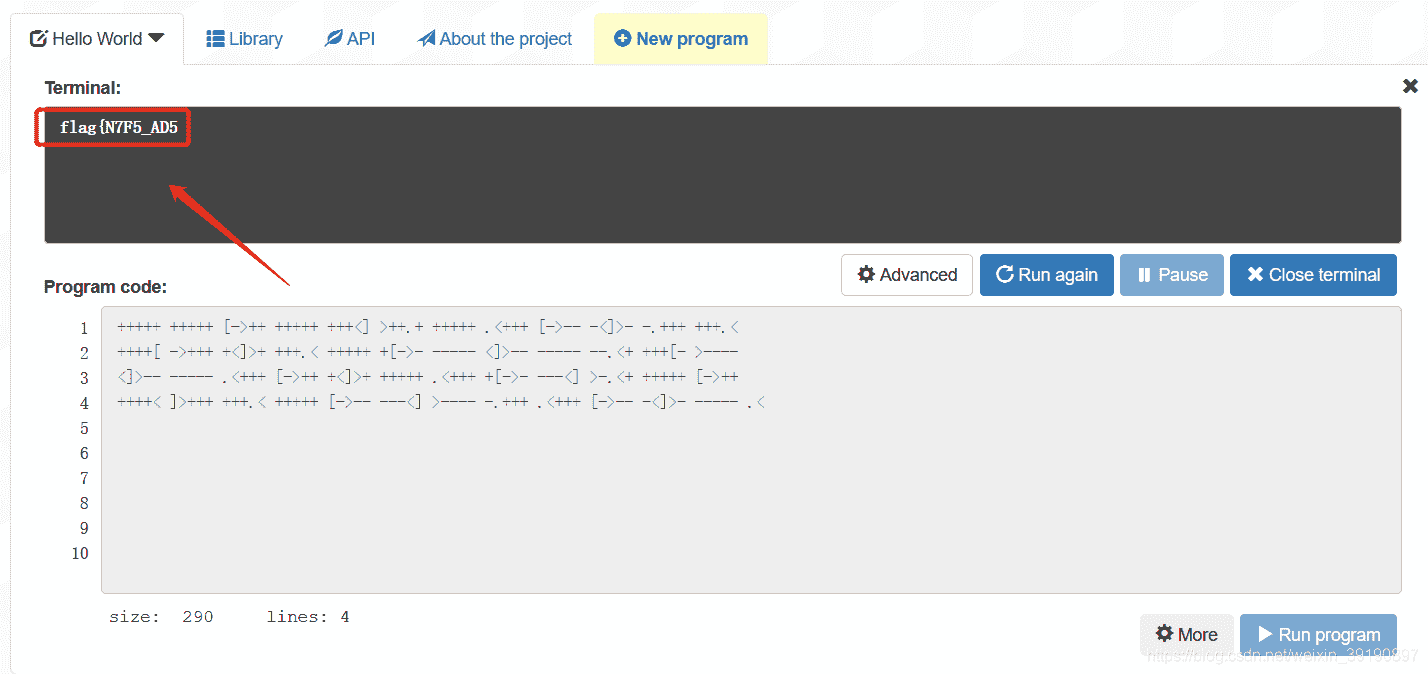 Hello World Library API About the project New program
Terminal:
flag{N7F5_AD5
Advanced Run again Pause Close terminal
Program code:
1 +++++ +++++ [->++ +++++ +++<] >++.+ +++++ .<+++ [->-- -<]>- -.+++ +++.<
2 ++++[ ->+++ +<]>+ +++.< +++++ +[->- ----- <]>-- ----- --.<+ +++[- >----
3 <]>-- ----- .<+++ [->++ +<]>+ +++++ .<+++ +[->- ---<] >-.<+ +++++ [->++
4 ++++< ]>+++ +++.< +++++ [->-- ---<] >---- -.+++ .<+++ [->-- -<]>- ----- .<
5
6
7
8
9
10
size: 290 lines: 4
More Run program
https://blog.csdn.net/weixin_39190897